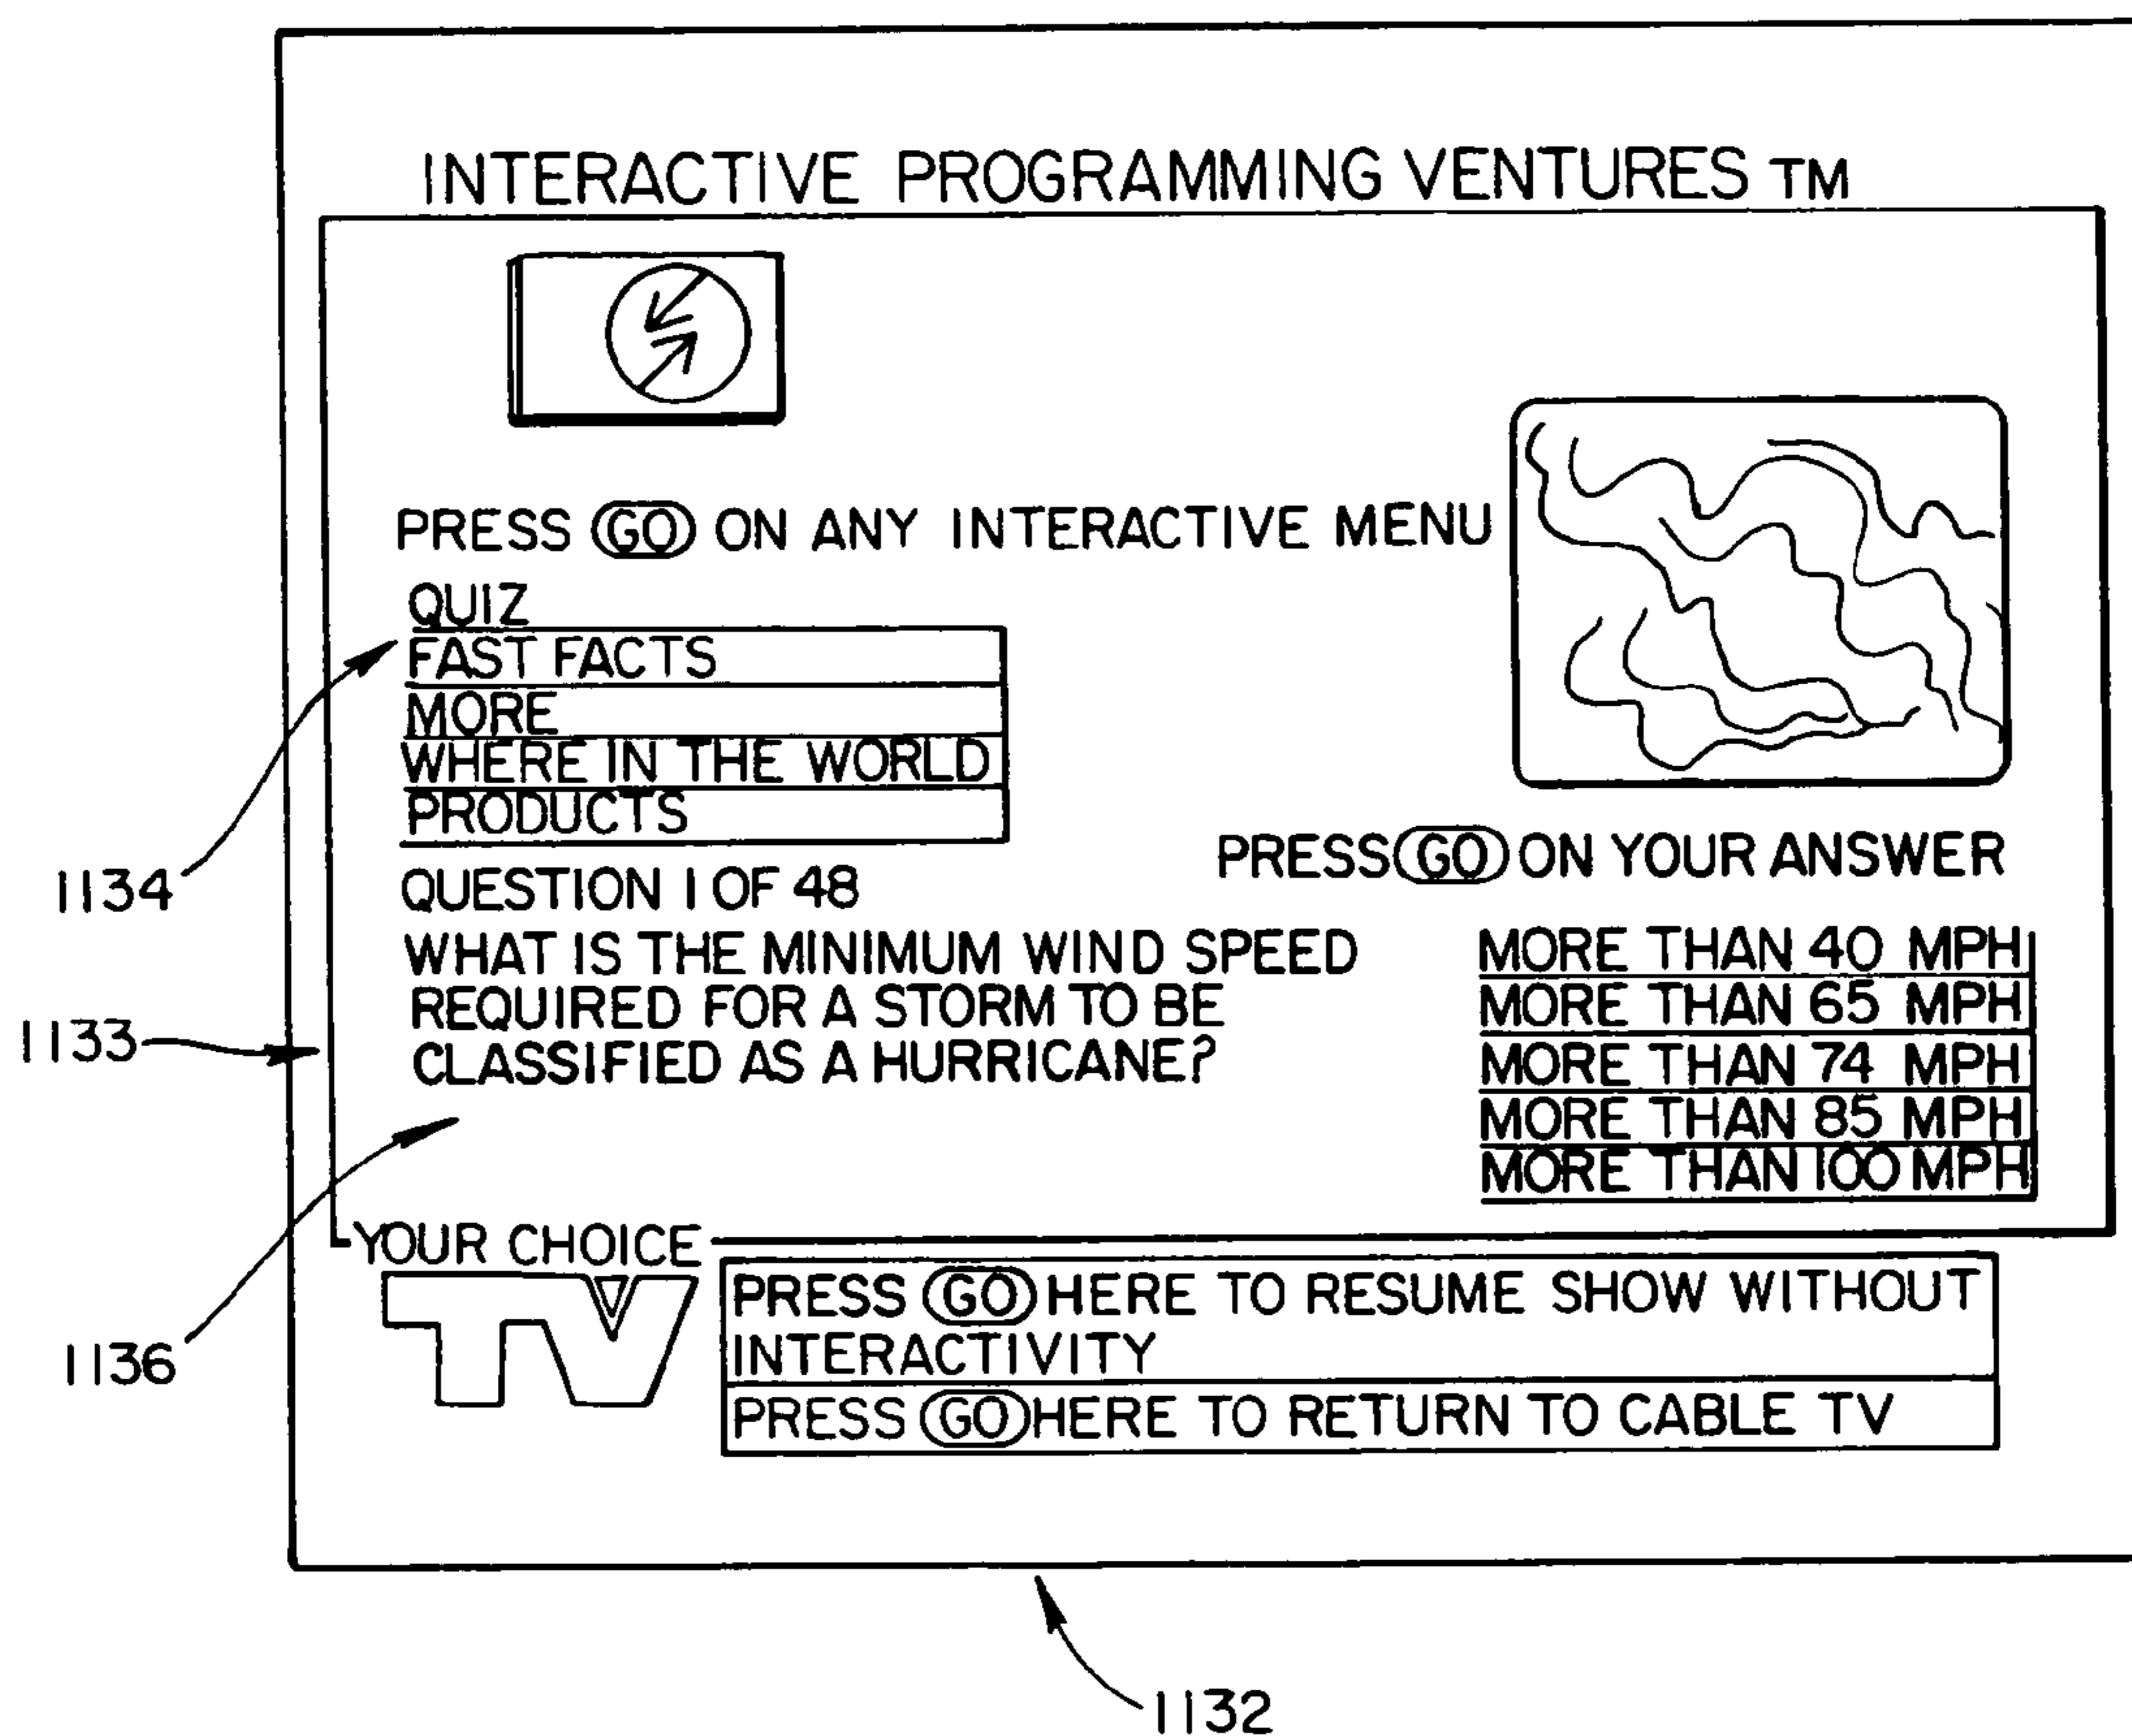 INTERACTIVE PROGRAMMING VENTURES TM
PRESS GO ON ANY INTERACTIVE MENU
QUIZ
FAST FACTS
MORE
WHERE IN THE WORLD
PRODUCTS
1134
PRESS GO ON YOUR ANSWER
QUESTION 1 OF 48
WHAT IS THE MINIMUM WIND SPEED
REQUIRED FOR A STORM TO BE
CLASSIFIED AS A HURRICANE?
MORE THAN 40 MPH
MORE THAN 65 MPH
MORE THAN 74 MPH
MORE THAN 85 MPH
MORE THAN 100 MPH
1133
1136
YOUR CHOICE
TV
PRESS GO HERE TO RESUME SHOW WITHOUT
INTERACTIVITY
PRESS GO HERE TO RETURN TO CABLE TV
1132